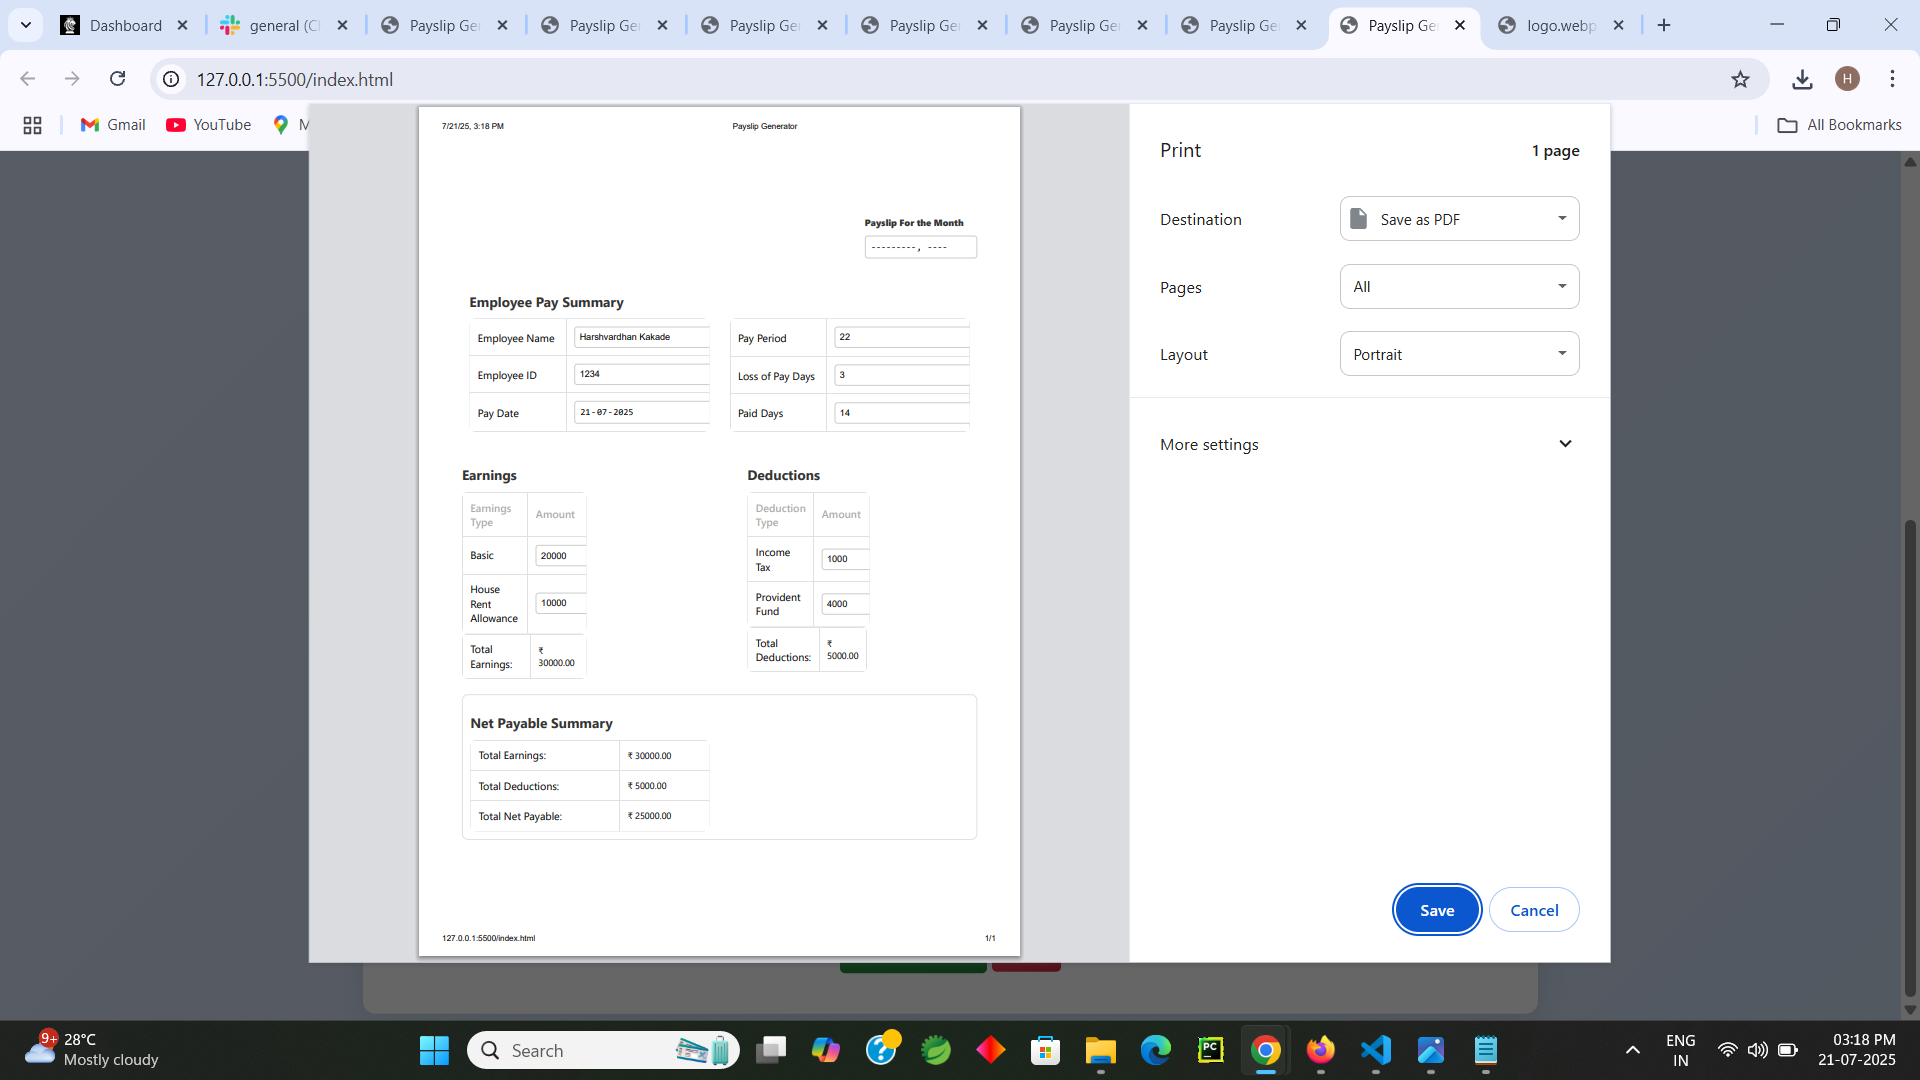 Dashboard
general (Cl
Payslip Ge
Payslip Ge
Payslip Ge
Payslip Ge
Payslip Ge
Payslip Ge
Payslip Ge
logo.webp
127.0.0.1:5500/index.html
H
Gmail
YouTube
M
All Bookmarks
7/21/25, 3:18 PM
Payslip Generator
Payslip For the Month
---------, ----
Employee Pay Summary
Employee Name Harshvardhan Kakade
Employee ID 1234
Pay Date 21-07-2025
Pay Period 22
Loss of Pay Days 3
Paid Days 14
Earnings
Earnings Type Amount
Basic 20000
House Rent Allowance 10000
Total Earnings: ₹ 30000.00
Deductions
Deduction Type Amount
Income Tax 1000
Provident Fund 4000
Total Deductions: ₹ 5000.00
Net Payable Summary
Total Earnings: ₹ 30000.00
Total Deductions: ₹ 5000.00
Total Net Payable: ₹ 25000.00
127.0.0.1:5500/index.html
1/1
Print
1 page
Destination
Save as PDF
Pages
All
Layout
Portrait
More settings
Save
Cancel
9+
28°C
Mostly cloudy
Search
PC
ENG
IN
03:18 PM
21-07-2025